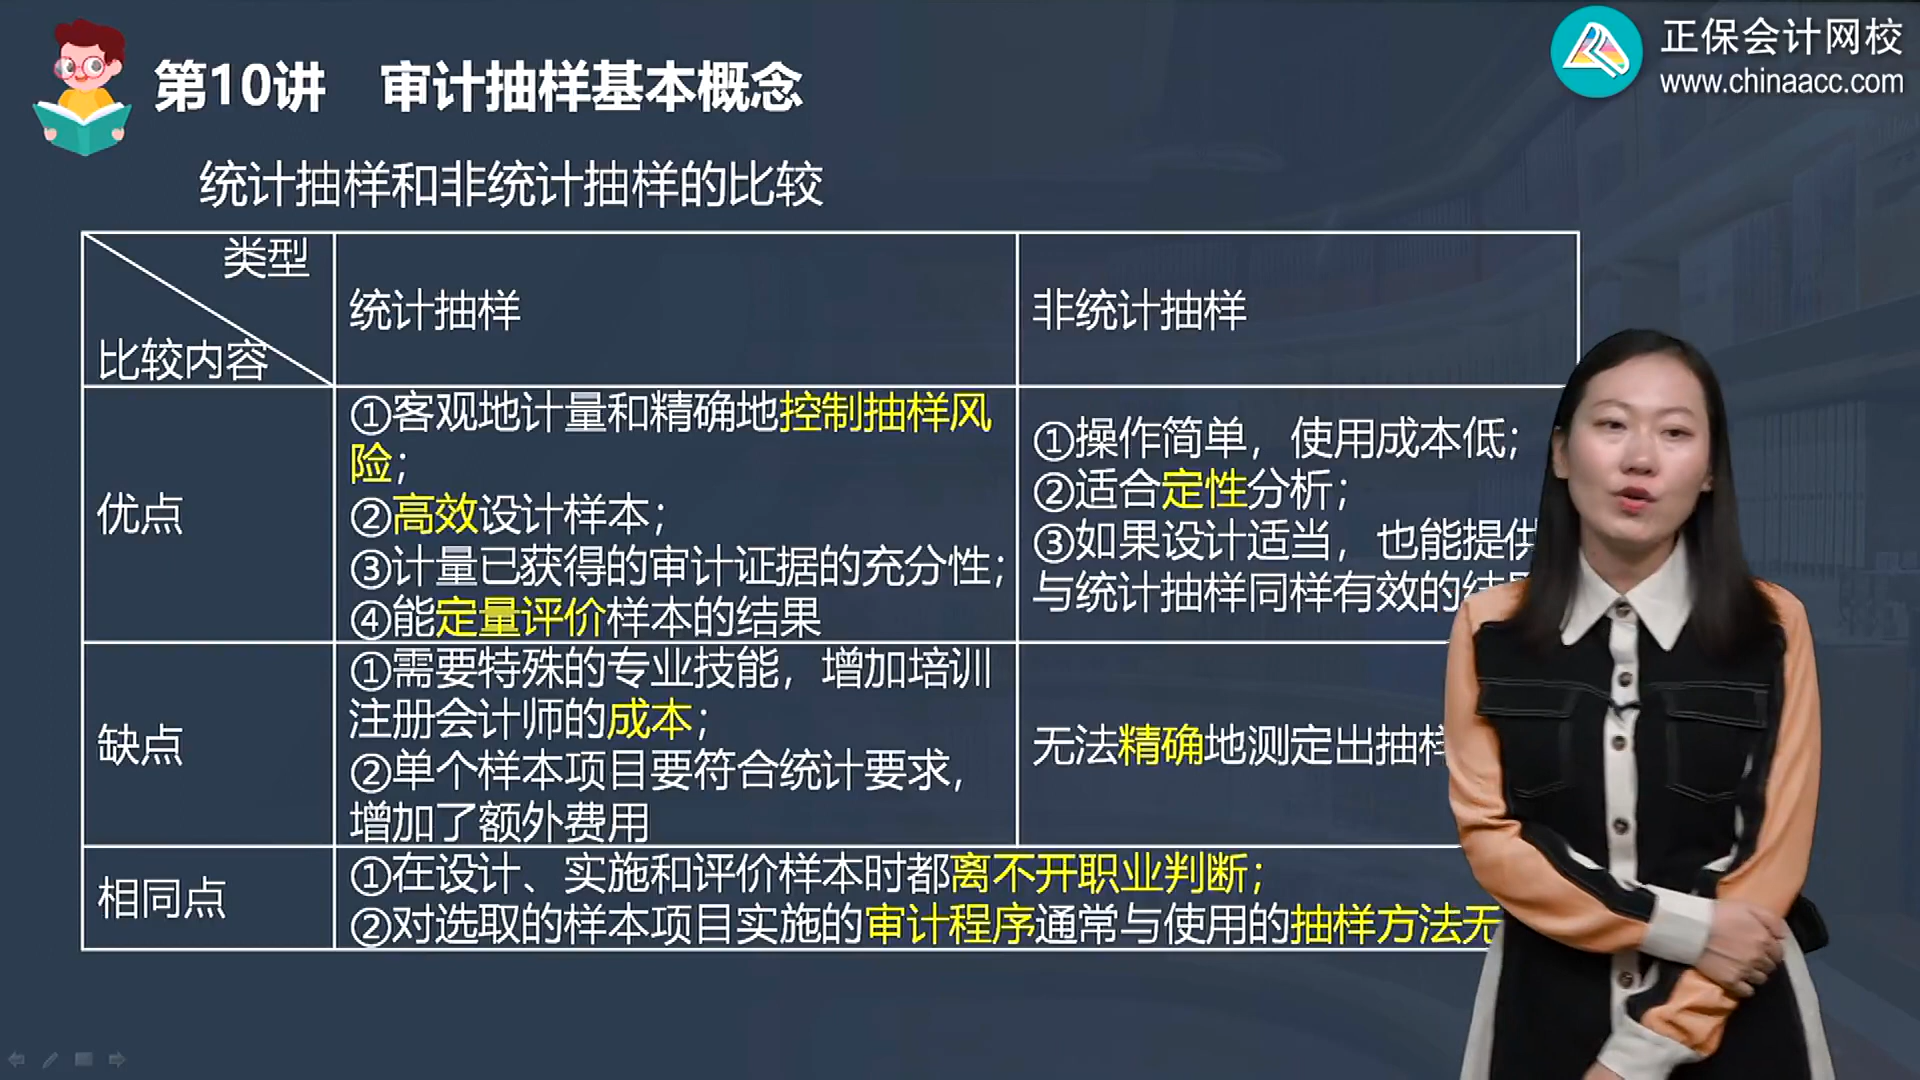 正保会计网校
www.chinaacc.com
第10讲 审计抽样基本概念
统计抽样和非统计抽样的比较
类型
比较内容
统计抽样
非统计抽样
优点
①客观地计量和精确地控制抽样风
险；
②高效设计样本；
③计量已获得的审计证据的充分性；
④能定量评价样本的结果
①操作简单，使用成本低；
②适合定性分析；
③如果设计适当，也能提供
与统计抽样同样有效的结
缺点
①需要特殊的专业技能，增加培训
注册会计师的成本；
②单个样本项目要符合统计要求，
增加了额外费用
无法精确地测定出抽样
相同点
①在设计、实施和评价样本时都离不开职业判断；
②对选取的样本项目实施的审计程序通常与使用的抽样方法无